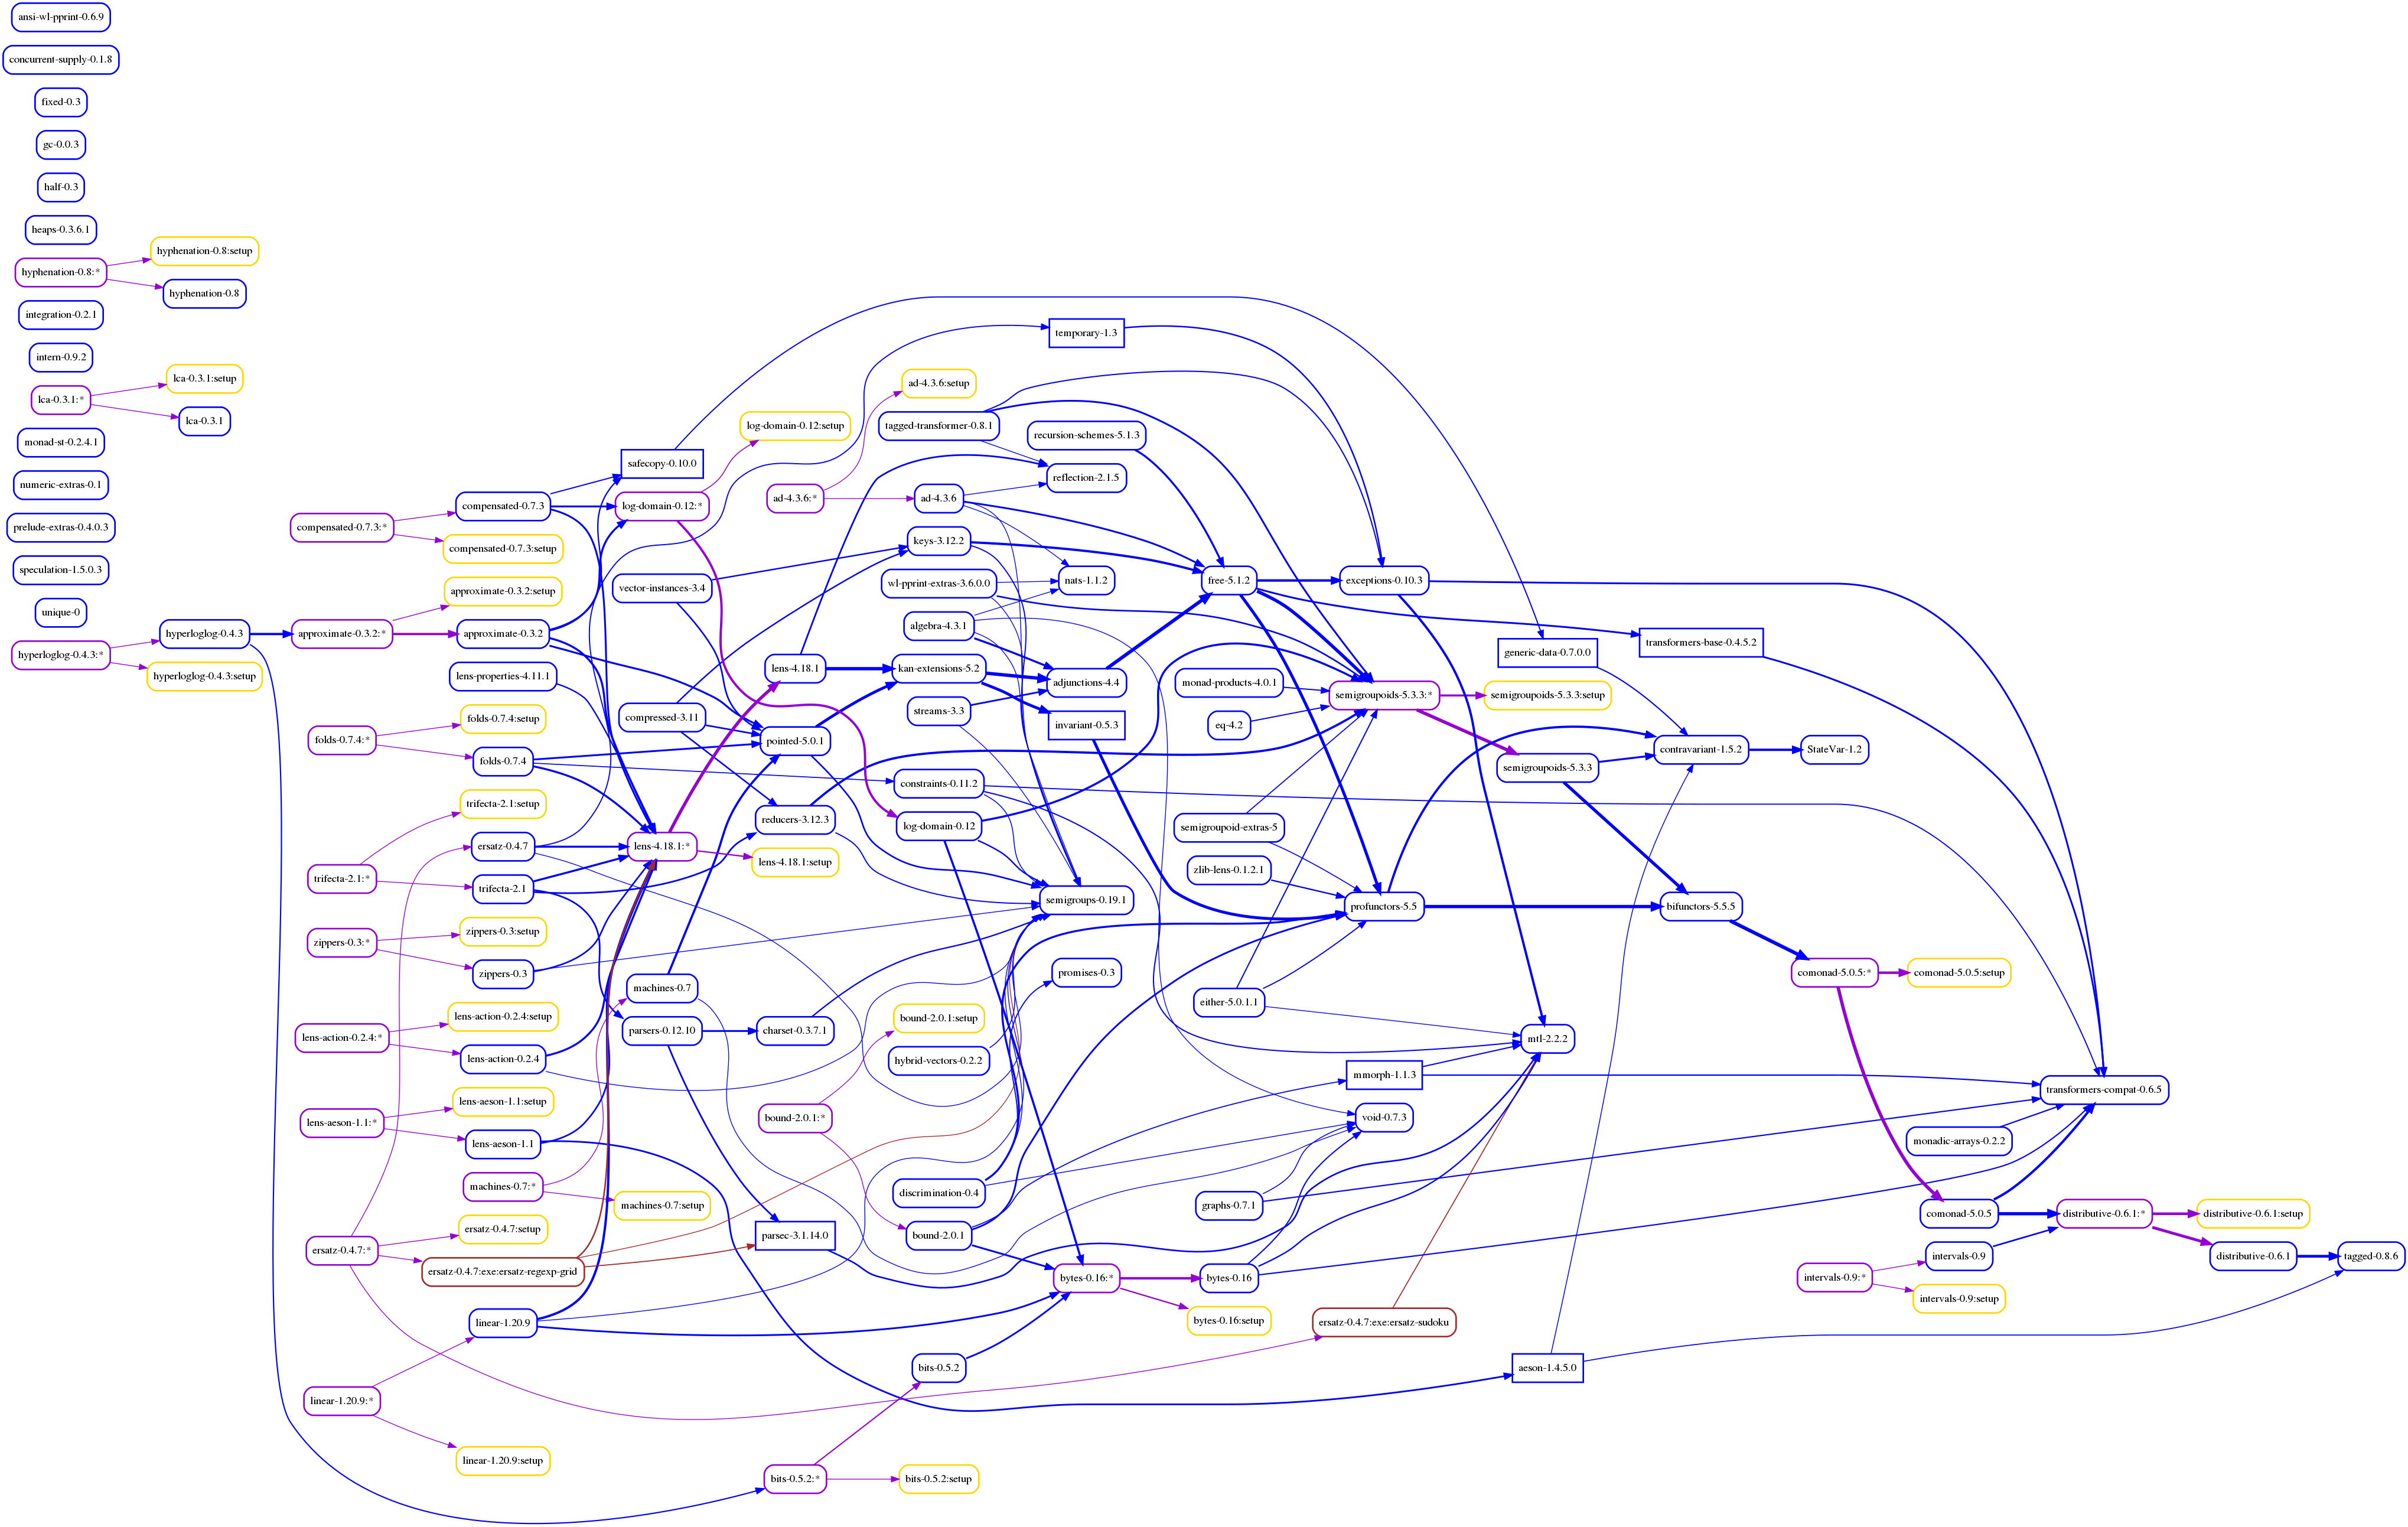 ansi-wl-pprint-0.6.9
concurrent-supply-0.1.8
fixed-0.3
gc-0.0.3
half-0.3
heaps-0.3.6.1
hyphenation-0.8:*
hyphenation-0.8:setup
hyphenation-0.8
integration-0.2.1
intern-0.9.2
lca-0.3.1:*
lca-0.3.1:setup
lca-0.3.1
monad-st-0.2.4.1
numeric-extras-0.1
prelude-extras-0.4.0.3
speculation-1.5.0.3
unique-0
hyperloglog-0.4.3:*
hyperloglog-0.4.3
hyperloglog-0.4.3:setup
compensated-0.7.3:*
approximate-0.3.2:*
folds-0.7.4:*
trifecta-2.1:*
zippers-0.3:*
lens-action-0.2.4:*
lens-aeson-1.1:*
ersatz-0.4.7:*
linear-1.20.9:*
compensated-0.7.3
compensated-0.7.3:setup
approximate-0.3.2:setup
approximate-0.3.2
lens-properties-4.11.1
folds-0.7.4:setup
folds-0.7.4
trifecta-2.1:setup
ersatz-0.4.7
trifecta-2.1
zippers-0.3:setup
zippers-0.3
lens-action-0.2.4:setup
lens-action-0.2.4
lens-aeson-1.1:setup
lens-aeson-1.1
machines-0.7:*
ersatz-0.4.7:setup
ersatz-0.4.7:exe:ersatz-regexp-grid
linear-1.20.9
linear-1.20.9:setup
safecopy-0.10.0
log-domain-0.12:*
vector-instances-3.4
compressed-3.11
lens-4.18.1:*
machines-0.7
parsers-0.12.10
machines-0.7:setup
log-domain-0.12:setup
ad-4.3.6:*
lens-4.18.1
pointed-5.0.1
reducers-3.12.3
lens-4.18.1:setup
charset-0.3.7.1
bound-2.0.1:*
parsec-3.1.14.0
bits-0.5.2:*
ad-4.3.6:setup
tagged-transformer-0.8.1
ad-4.3.6
keys-3.12.2
wl-pprint-extras-3.6.0.0
algebra-4.3.1
kan-extensions-5.2
streams-3.3
constraints-0.11.2
log-domain-0.12
bound-2.0.1:setup
hybrid-vectors-0.2.2
discrimination-0.4
bound-2.0.1
bits-0.5.2
bits-0.5.2:setup
temporary-1.3
recursion-schemes-5.1.3
reflection-2.1.5
nats-1.1.2
adjunctions-4.4
invariant-0.5.3
semigroups-0.19.1
promises-0.3
bytes-0.16:*
free-5.1.2
monad-products-4.0.1
eq-4.2
semigroupoid-extras-5
zlib-lens-0.1.2.1
either-5.0.1.1
graphs-0.7.1
bytes-0.16
bytes-0.16:setup
exceptions-0.10.3
semigroupoids-5.3.3:*
profunctors-5.5
mmorph-1.1.3
void-0.7.3
ersatz-0.4.7:exe:ersatz-sudoku
generic-data-0.7.0.0
semigroupoids-5.3.3:setup
semigroupoids-5.3.3
mtl-2.2.2
aeson-1.4.5.0
transformers-base-0.4.5.2
contravariant-1.5.2
bifunctors-5.5.5
StateVar-1.2
comonad-5.0.5:*
intervals-0.9:*
comonad-5.0.5:setup
monadic-arrays-0.2.2
comonad-5.0.5
intervals-0.9
intervals-0.9:setup
transformers-compat-0.6.5
distributive-0.6.1:*
distributive-0.6.1:setup
distributive-0.6.1
tagged-0.8.6